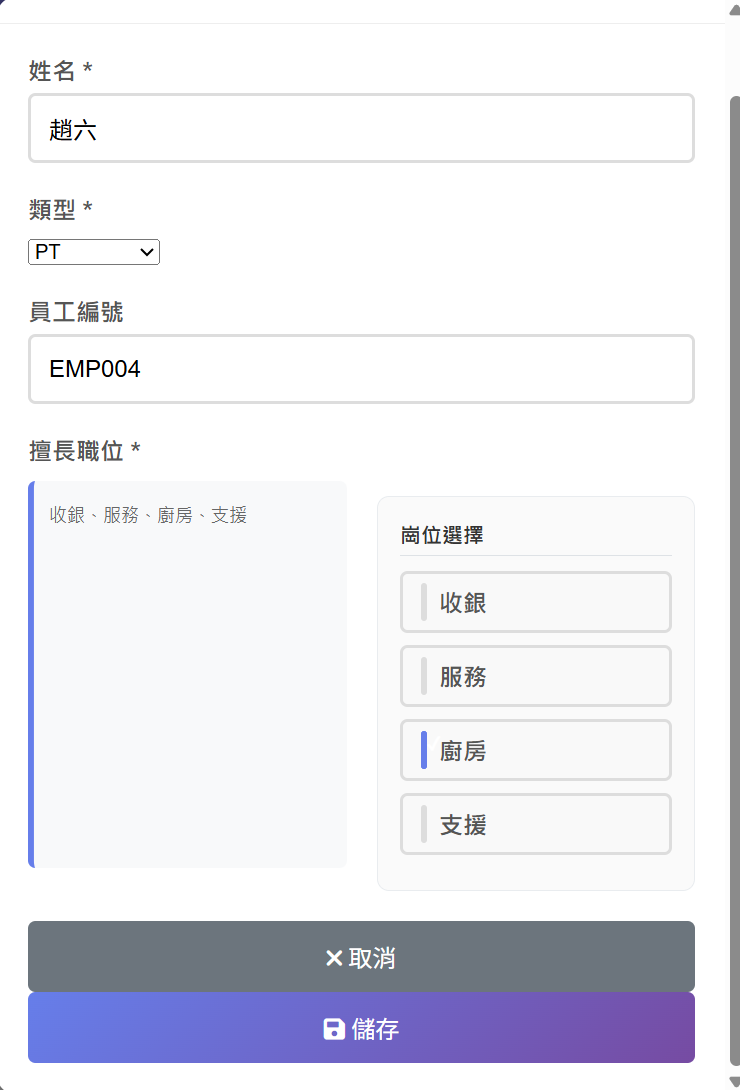 姓名 *
趙六
類型 *
PT
員工編號
EMP004
擅長職位 *
收銀、服務、廚房、支援
崗位選擇
收銀
服務
廚房
支援
取消
儲存